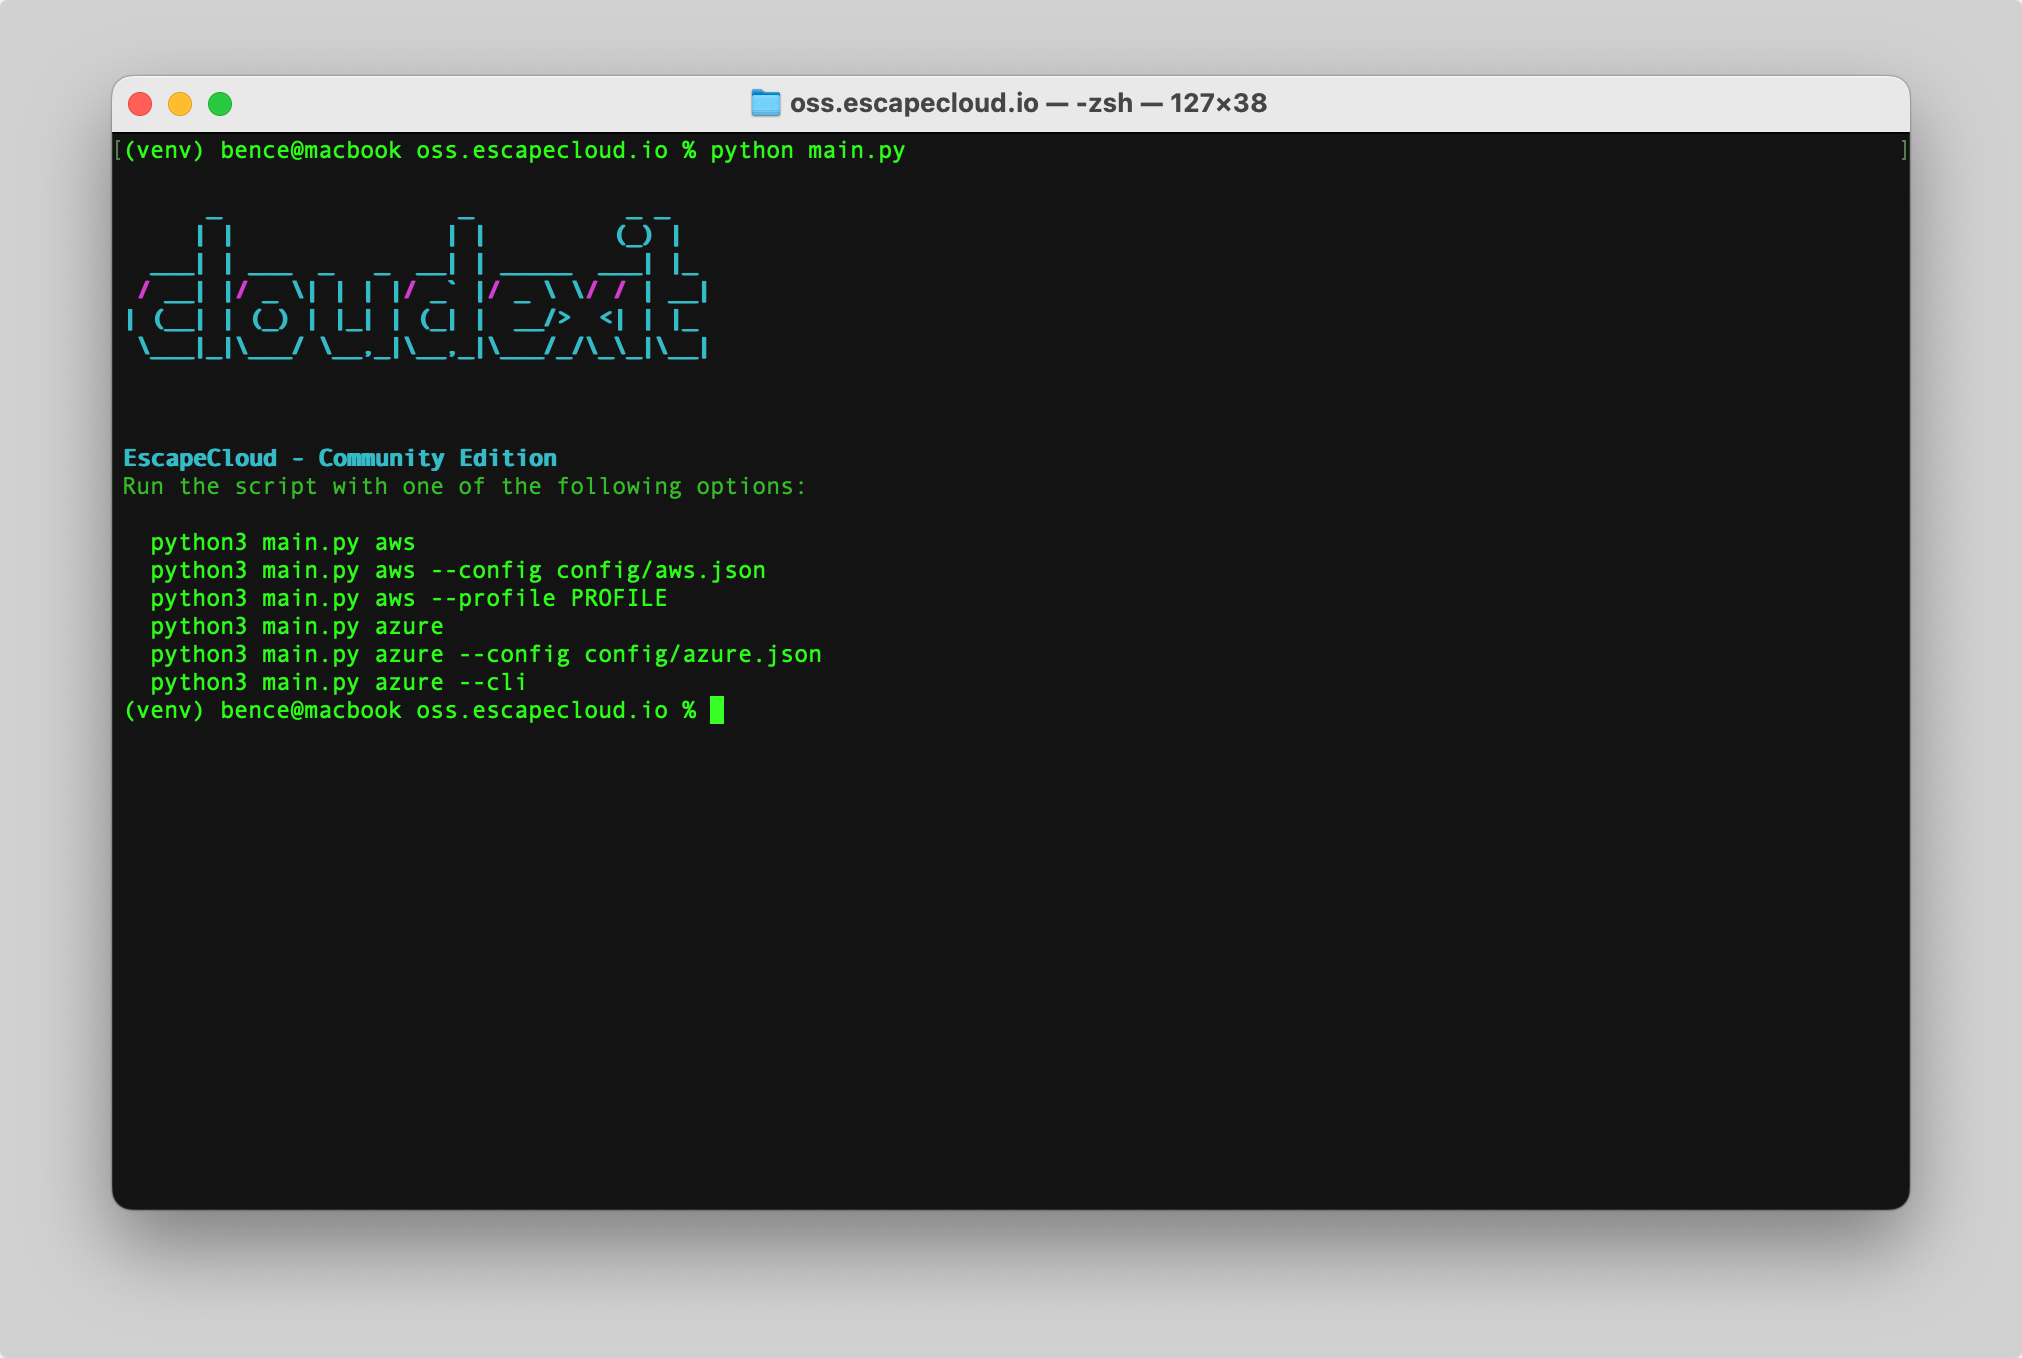 oss.escapecloud.io — -zsh — 127×38
[(venv) bence@macbook oss.escapecloud.io % python main.py ]
cloudexit
EscapeCloud - Community Edition
Run the script with one of the following options:
python3 main.py aws
python3 main.py aws --config config/aws.json
python3 main.py aws --profile PROFILE
python3 main.py azure
python3 main.py azure --config config/azure.json
python3 main.py azure --cli
(venv) bence@macbook oss.escapecloud.io %